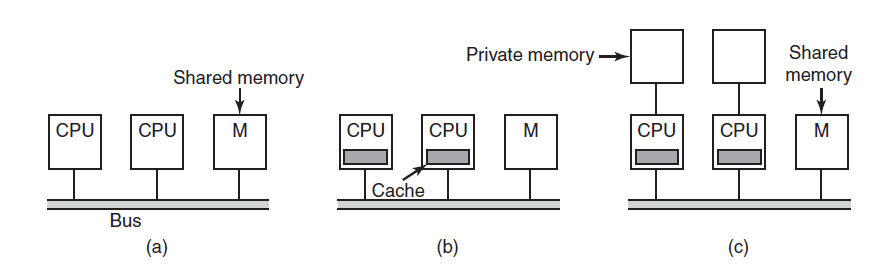 Shared memory
CPU
CPU
M
Bus
(a)
CPU
CPU
M
Cache
(b)
Private memory
Shared
memory
CPU
CPU
M
(c)